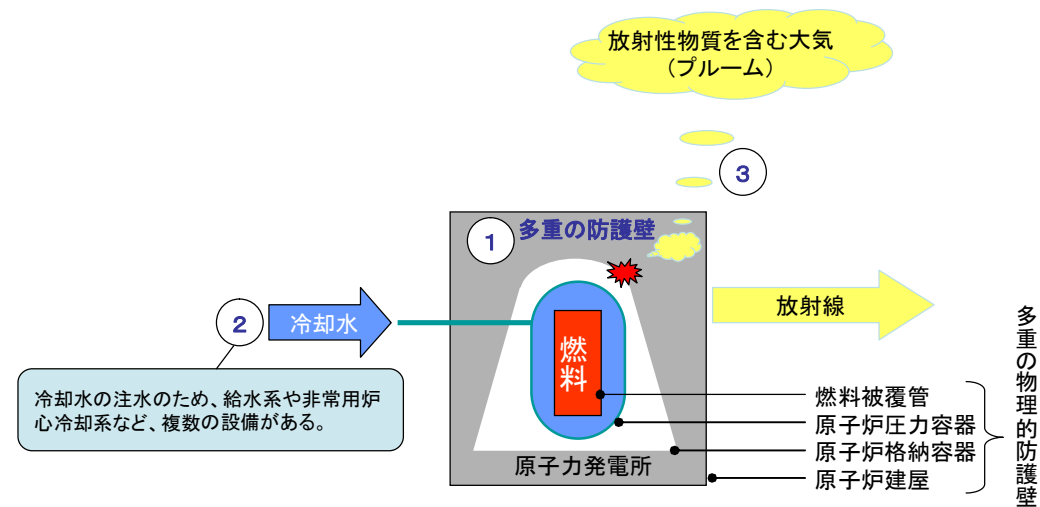 放射性物質を含む大気
（プルーム）
3
1
多重の防護壁
2
冷却水
放射線
冷却水の注水のため、給水系や非常用炉
心冷却系など、複数の設備がある。
燃料
原子力発電所
燃料被覆管
原子炉圧力容器
原子炉格納容器
原子炉建屋
多重の物理的防護壁